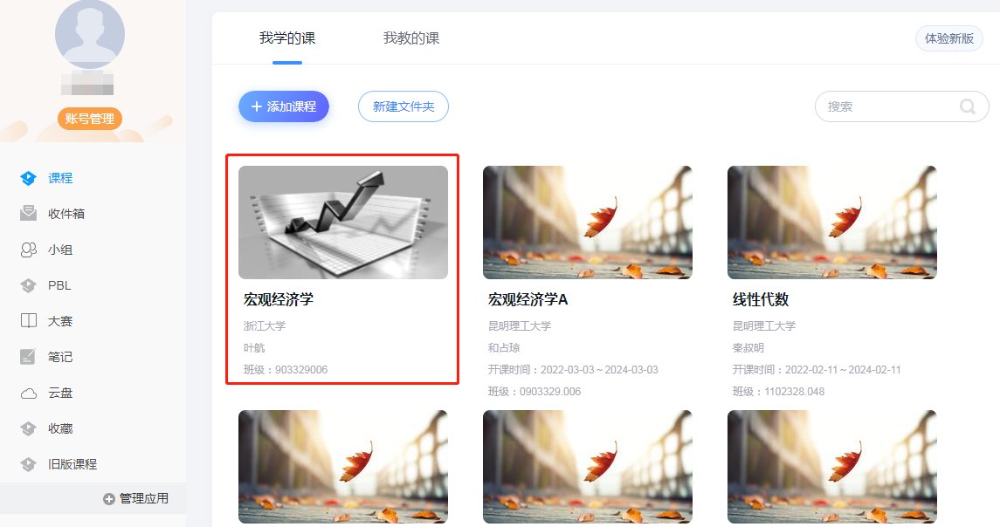 账号管理
课程
收件箱
小组
PBL
大赛
笔记
云盘
收藏
旧版课程
管理应用
我学的课
我教的课
体验新版
+ 添加课程
新建文件夹
搜索
宏观经济学
浙江大学
叶航
班级：903329006
宏观经济学A
昆明理工大学
和占琼
开课时间：2022-03-03～2024-03-03
班级：0903329.006
线性代数
昆明理工大学
秦叔明
开课时间：2022-02-11～2024-02-11
班级：1102328.048